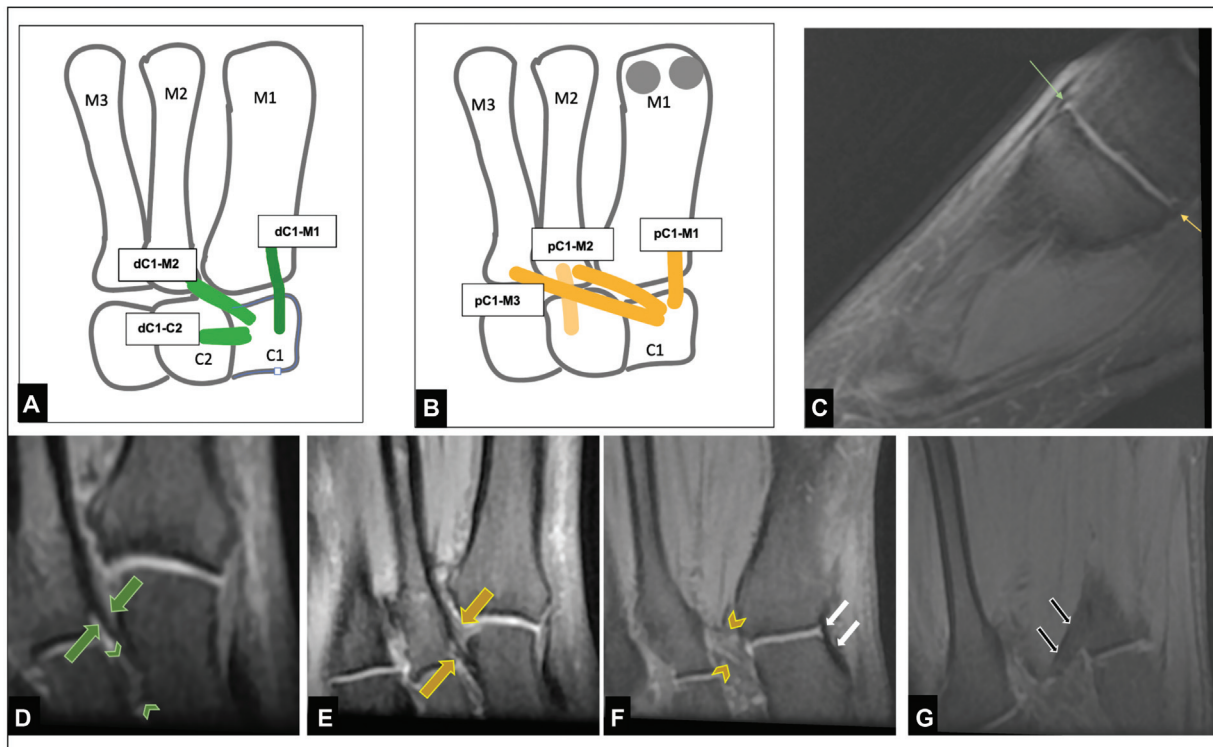 M3
M2
M1
dC1-M1
dC1-M2
dC1-C2
C2
C1
A
M3
M2
M1
pC1-M2
pC1-M1
pC1-M3
C1
B
C
D
E
F
G